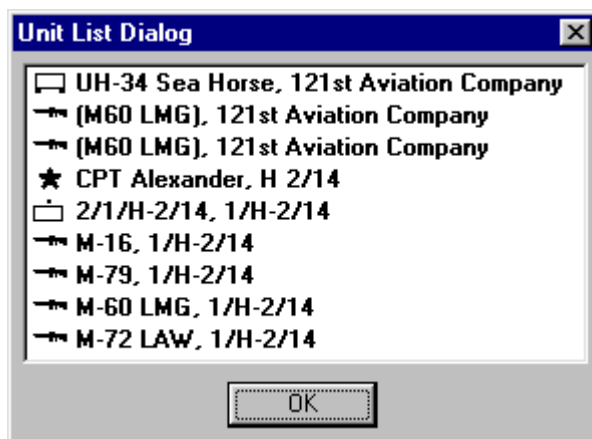 Unit List Dialog
UH-34 Sea Horse, 121st Aviation Company
(M60 LMG), 121st Aviation Company
(M60 LMG), 121st Aviation Company
CPT Alexander, H 2/14
2/1/H-2/14, 1/H-2/14
M-16, 1/H-2/14
M-79, 1/H-2/14
M-60 LMG, 1/H-2/14
M-72 LAW, 1/H-2/14
OK